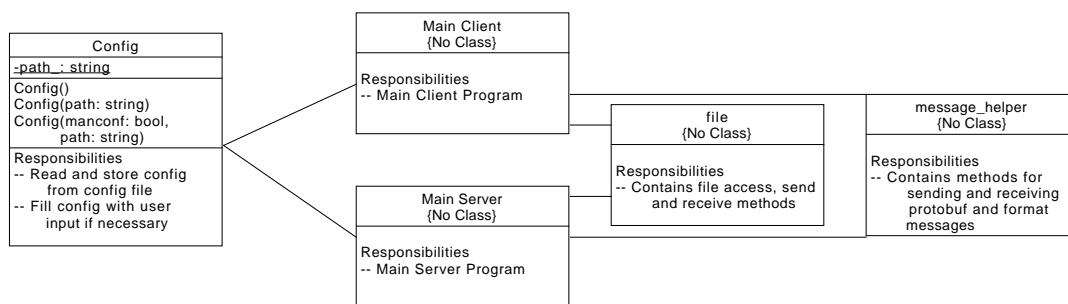 Config
-path_: string
Config()
Config(path: string)
Config(manconf: bool,
path: string)
Responsibilities
-- Read and store config
from config file
-- Fill config with user
input if necessary
Main Client
{No Class}
Responsibilities
-- Main Client Program
Main Server
{No Class}
Responsibilities
-- Main Server Program
file
{No Class}
Responsibilities
-- Contains file access, send
and receive methods
message_helper
{No Class}
Responsibilities
-- Contains methods for
sending and receiving
protobuf and format
messages